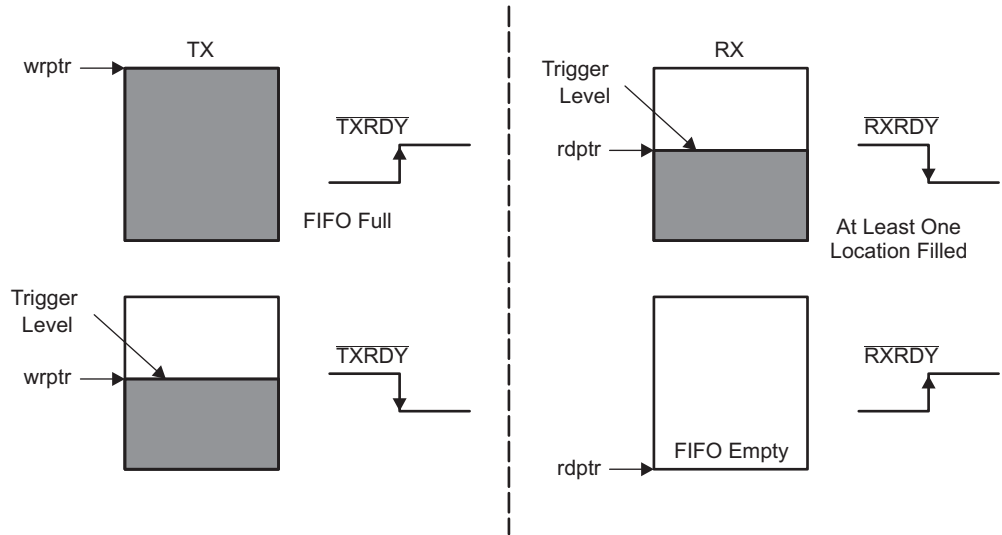 TX
wrptr
TXRDY
FIFO Full
Trigger
Level
TXRDY
wrptr
RX
Trigger
Level
RXRDY
rdptr
At Least One
Location Filled
RXRDY
FIFO Empty
rdptr